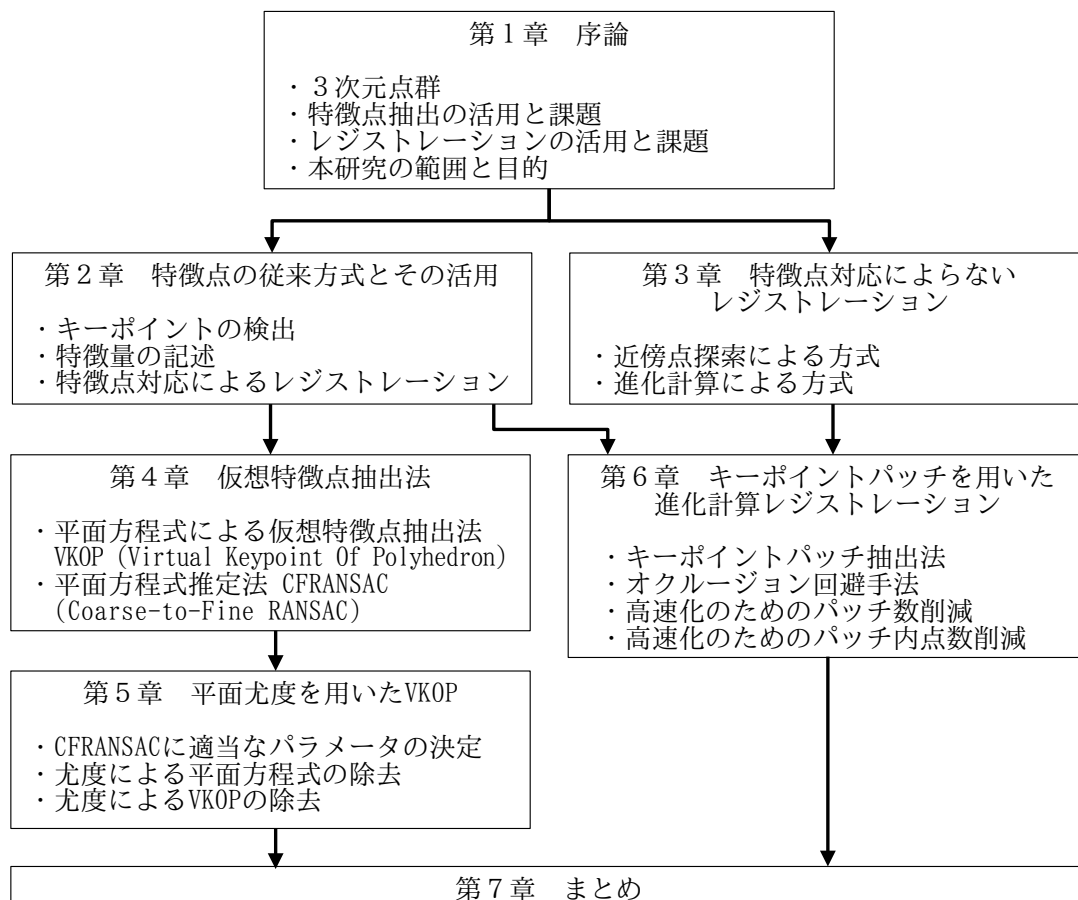 第１章　序論
・３次元点群
・特徴点抽出の活用と課題
・レジストレーションの活用と課題
・本研究の範囲と目的
第２章　特徴点の従来方式とその活用
・キーポイントの検出
・特徴量の記述
・特徴点対応によるレジストレーション
第３章　特徴点対応によらない
レジストレーション
・近傍点探索による方式
・進化計算による方式
第４章　仮想特徴点抽出法
・平面方程式による仮想特徴点抽出法
VKOP (Virtual Keypoint Of Polyhedron)
・平面方程式推定法 CFRANSAC
(Coarse-to-Fine RANSAC)
第６章　キーポイントパッチを用いた
進化計算レジストレーション
・キーポイントパッチ抽出法
・オクルージョン回避手法
・高速化のためのパッチ数削減
・高速化のためのパッチ内点数削減
第５章　平面尤度を用いたVKOP
・CFRANSACに適当なパラメータの決定
・尤度による平面方程式の除去
・尤度によるVKOPの除去
第７章　まとめ